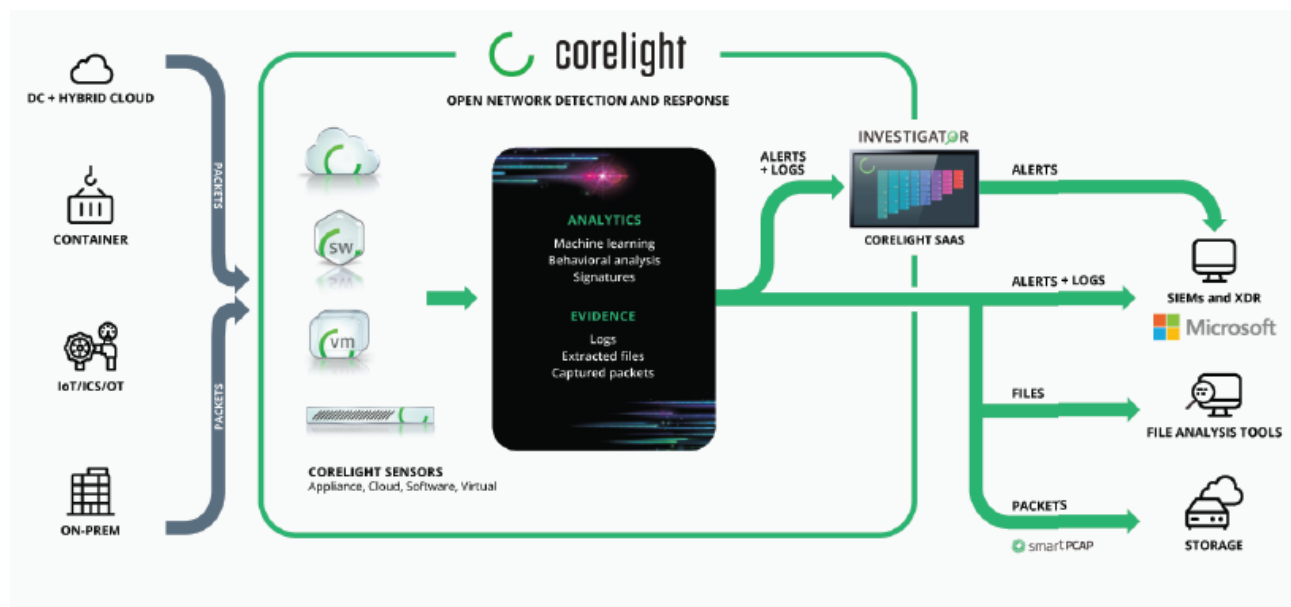 corelight
OPEN NETWORK DETECTION AND RESPONSE
DC + HYBRID CLOUD
CONTAINER
IoT/ICS/OT
ON-PREM
PACKETS
PACKETS
sw
vm
CORELIGHT SENSORS
Appliance, Cloud, Software, Virtual
ANALYTICS
Machine learning
Behavioral analysis
Signatures
EVIDENCE
Logs
Extracted files
Captured packets
ALERTS
+ LOGS
INVESTIGATOR
CORELIGHT SAAS
ALERTS
ALERTS + LOGS
SIEMs and XDR
Microsoft
FILES
FILE ANALYSIS TOOLS
PACKETS
smartPCAP
STORAGE